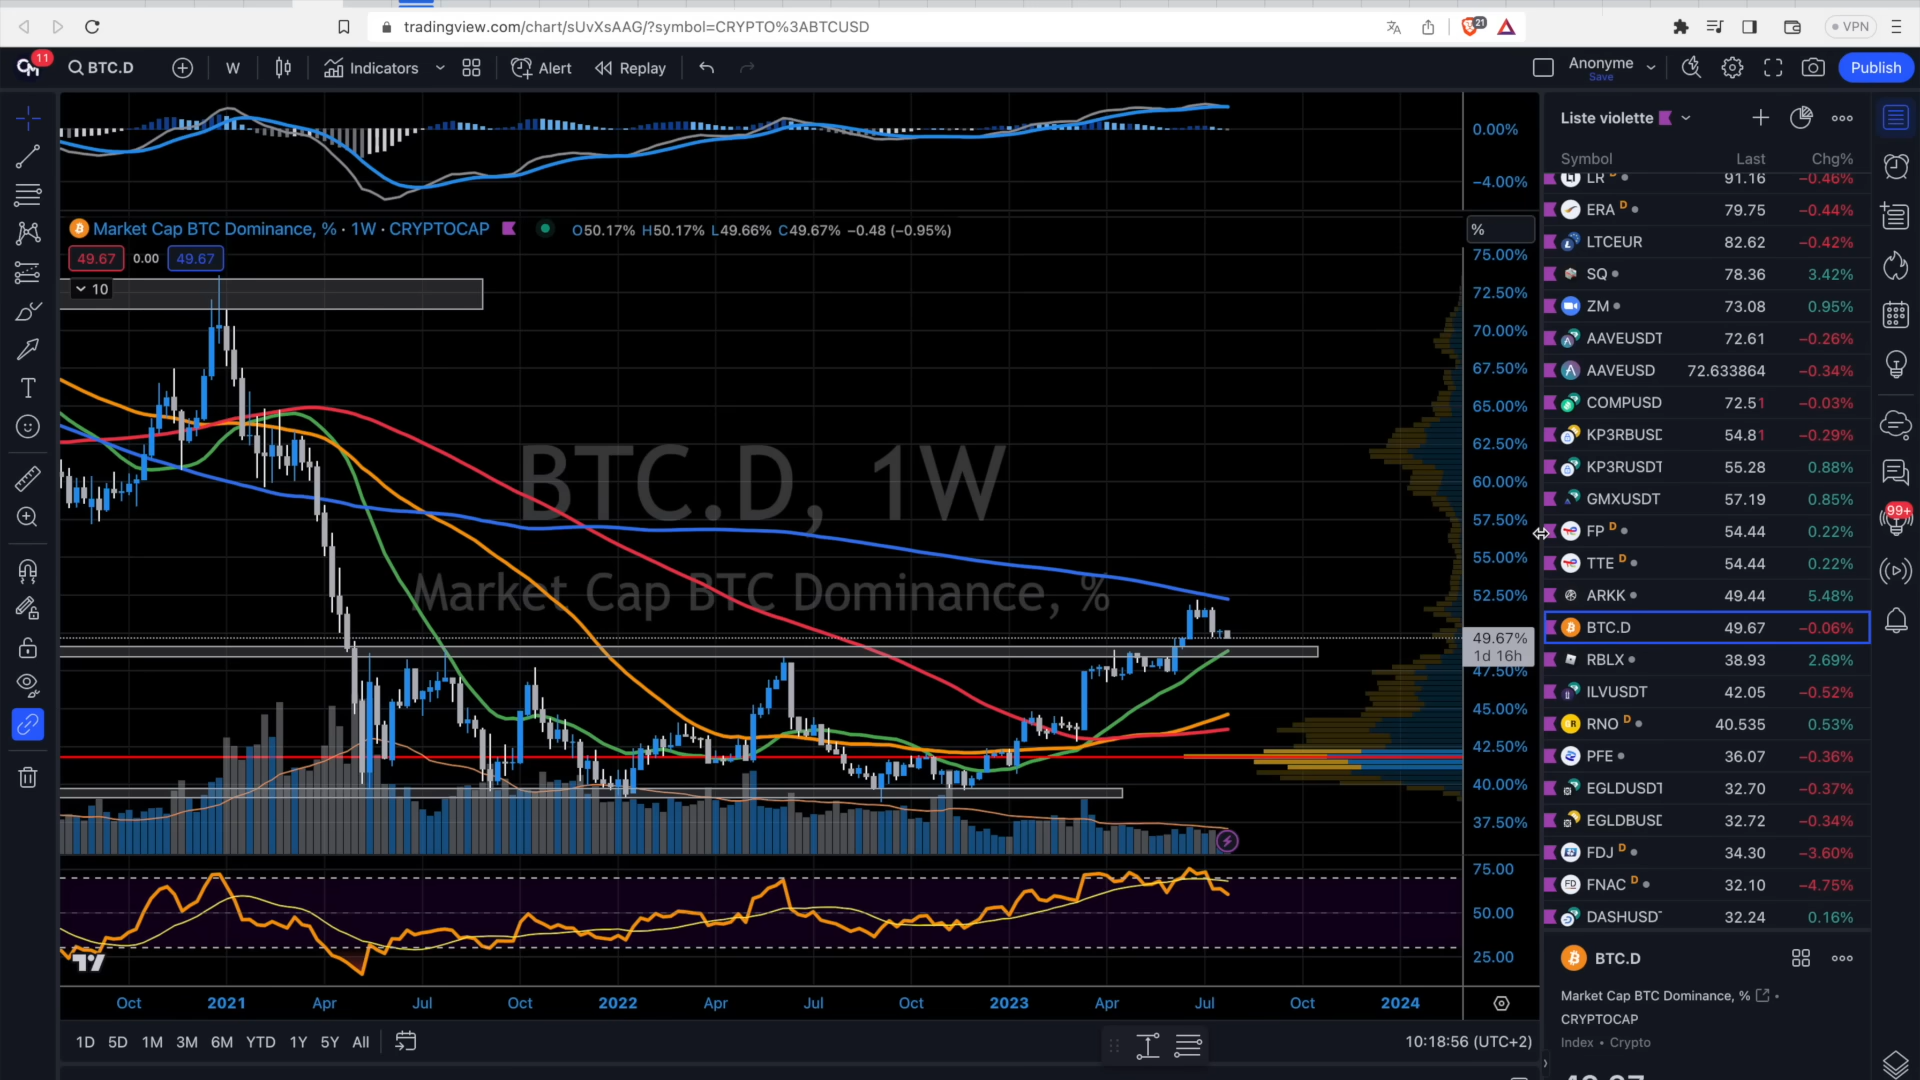 tradingview.com/chart/sUvXsAAG/?symbol=CRYPTO%3ABTCUSD
21
VPN
11
BTC.D
W
Indicators
Alert
Replay
Anonyme
Save
Publish
0.00%
−4.00%
Market Cap BTC Dominance, % · 1W · CRYPTOCAP
O50.17% H50.17% L49.66% C49.67% −0.48 (−0.95%)
49.67 0.00 49.67
10
BTC.D, 1W
Market Cap BTC Dominance, %
%
75.00%
72.50%
70.00%
67.50%
65.00%
62.50%
60.00%
57.50%
55.00%
52.50%
49.67%
1d 16h
47.50%
45.00%
42.50%
40.00%
37.50%
75.00
50.00
25.00
Oct 2021 Apr Jul Oct 2022 Apr Jul Oct 2023 Apr Jul Oct 2024
1D 5D 1M 3M 6M YTD 1Y 5Y All
10:18:56 (UTC+2)
Liste violette
Symbol Last Chg%
LR D 91.16 −0.46%
ERA D 79.75 −0.44%
LTCEUR 82.62 −0.42%
SQ 78.36 3.42%
ZM 73.08 0.95%
AAVEUSDT 72.61 −0.26%
AAVEUSD 72.633864 −0.34%
COMPUSD 72.51 −0.03%
KP3RBUSD 54.81 −0.29%
KP3RUSDT 55.28 0.88%
GMXUSDT 57.19 0.85%
FP D 54.44 0.22%
TTE D 54.44 0.22%
ARKK 49.44 5.48%
BTC.D 49.67 −0.06%
RBLX 38.93 2.69%
ILVUSDT 42.05 −0.52%
RNO D 40.535 0.53%
PFE 36.07 −0.36%
EGLDUSDT 32.70 −0.37%
EGLDBUSD 32.72 −0.34%
FDJ D 34.30 −3.60%
FNAC D 32.10 −4.75%
DASHUSD 32.24 0.16%
99+
BTC.D
Market Cap BTC Dominance, %
CRYPTOCAP
Index • Crypto